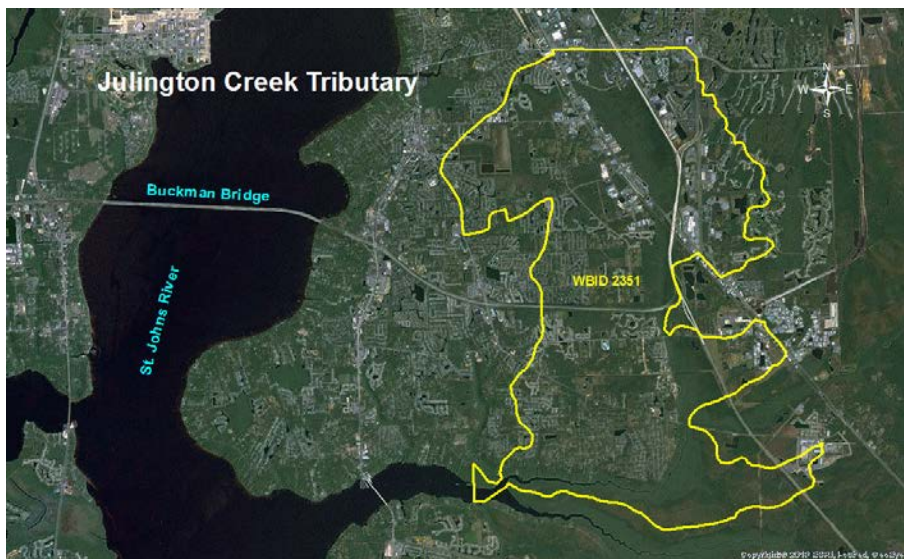 Julington Creek Tributary
N
W E
S
Buckman Bridge
WBID 2351
St. Johns River